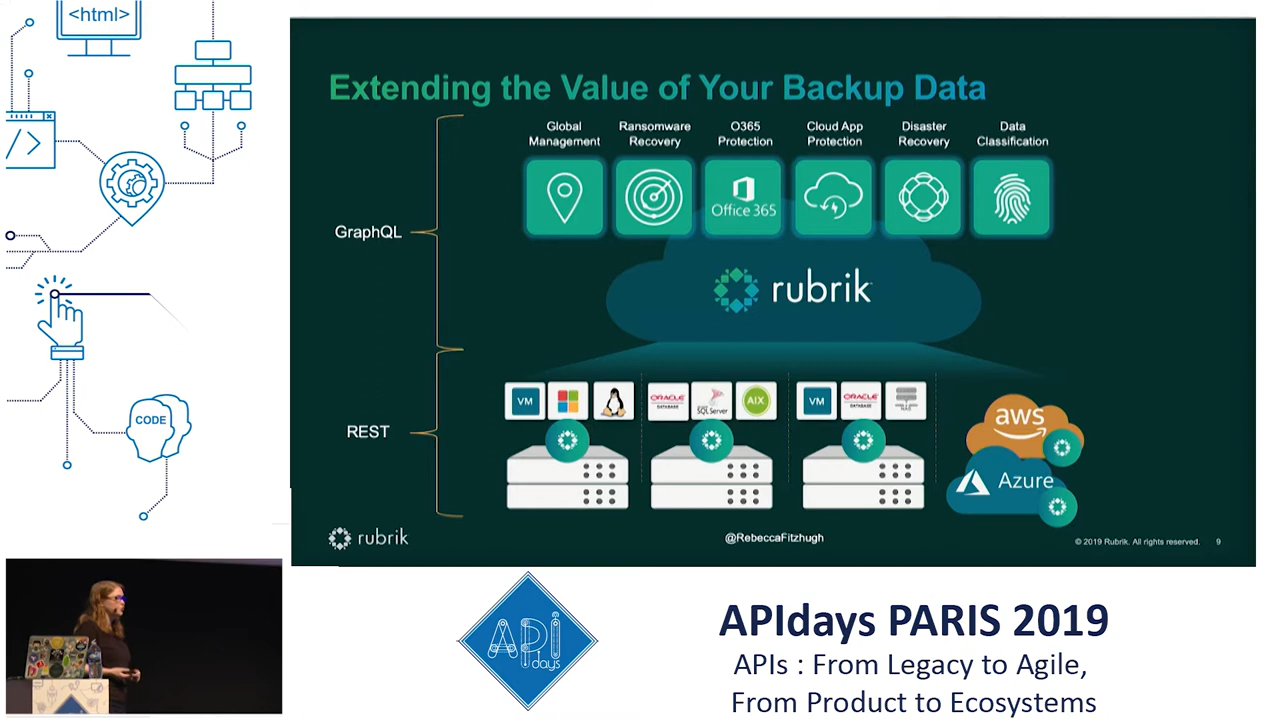 <html>
</>
CODE
Extending the Value of Your Backup Data
Global
Management
Ransomware
Recovery
O365
Protection
Cloud App
Protection
Disaster
Recovery
Data
Classification
Office 365
GraphQL
rubrik
REST
VM
ORACLE
DATABASE
SQL Server
AIX
VM
ORACLE
DATABASE
NAS
aws
Azure
rubrik
@RebeccaFitzhugh
© 2019 Rubrik. All rights reserved.
9
API
days
APIdays PARIS 2019
APIs : From Legacy to Agile,
From Product to Ecosystems